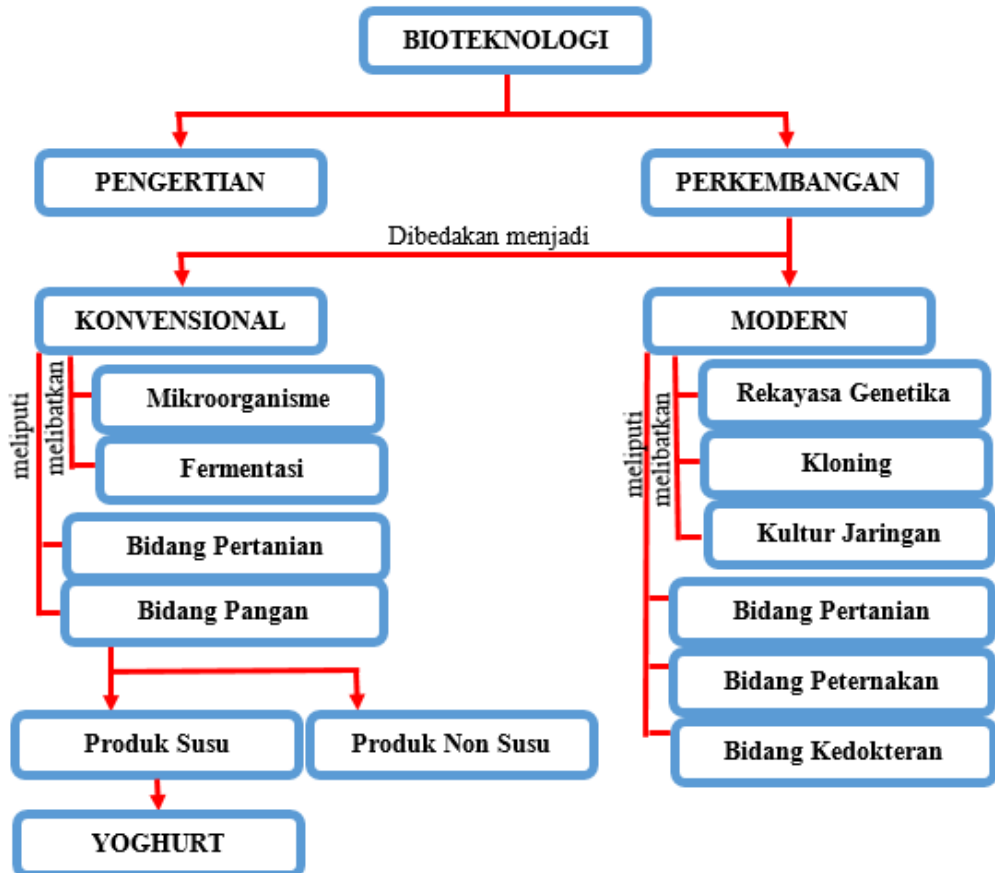 BIOTEKNOLOGI
PENGERTIAN
PERKEMBANGAN
Dibedakan menjadi
KONVENSIONAL
meliputi
melibatkan
Mikroorganisme
Fermentasi
Bidang Pertanian
Bidang Pangan
Produk Susu
Produk Non Susu
YOGHURT
MODERN
meliputi
melibatkan
Rekayasa Genetika
Kloning
Kultur Jaringan
Bidang Pertanian
Bidang Peternakan
Bidang Kedokteran